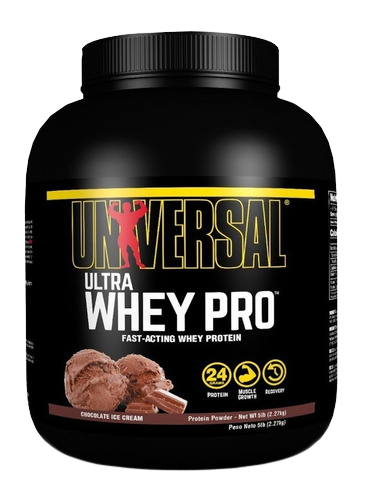 UNIVERSAL®
ULTRA
WHEY PRO™
FAST-ACTING WHEY PROTEIN
24
GRAMS
PROTEIN
MUSCLE
GROWTH
RECOVERY
CHOCOLATE ICE CREAM
Protein Powder - Net WT 5lb (2.27kg)
Peso Neto 5lb (2.27kg)